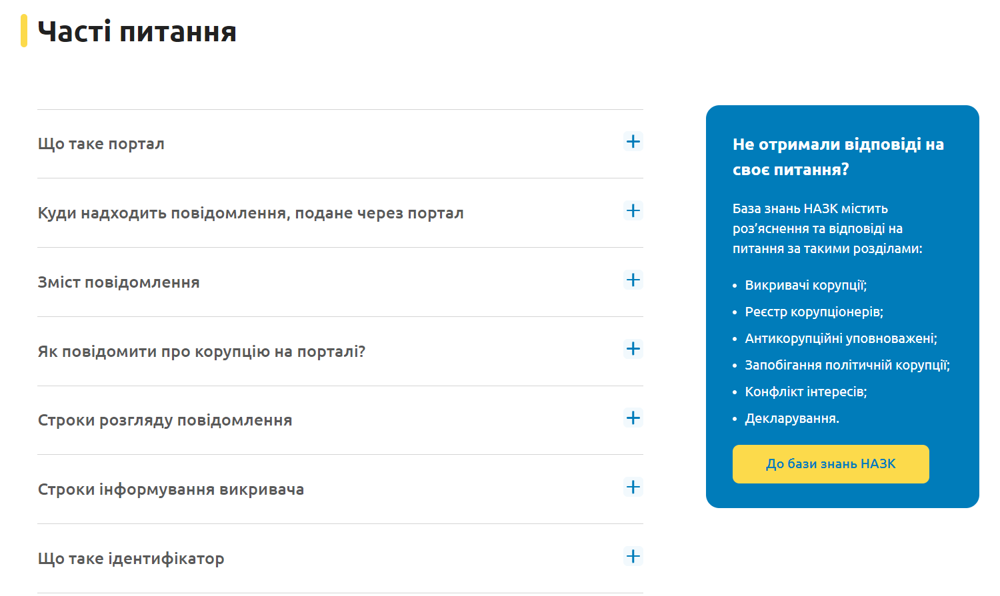 Часті питання
Що таке портал
Куди надходить повідомлення, подане через портал
Зміст повідомлення
Як повідомити про корупцію на порталі?
Строки розгляду повідомлення
Строки інформування викривача
Що таке ідентифікатор
Не отримали відповіді на
своє питання?
База знань НАЗК містить
роз’яснення та відповіді на
питання за такими розділами:
• Викривачі корупції;
• Реєстр корупціонерів;
• Антикорупційні уповноважені;
• Запобігання політичній корупції;
• Конфлікт інтересів;
• Декларування.
До бази знань НАЗК